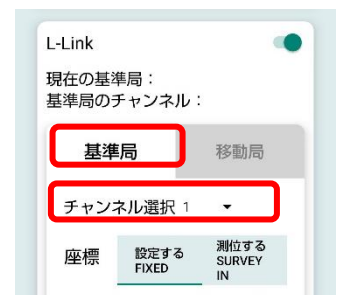 L-Link
現在の基準局：
基準局のチャンネル：
基準局 移動局
チャンネル選択 1
座標 設定する FIXED 測位する SURVEY IN